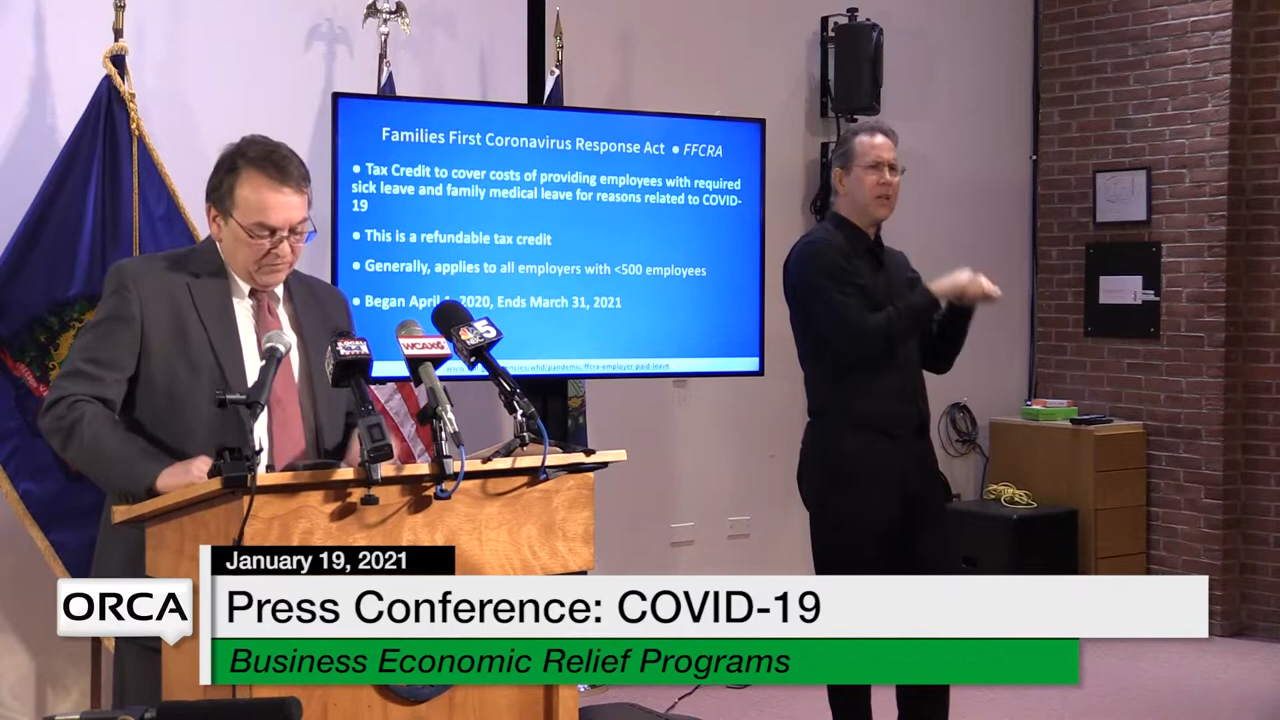 Families First Coronavirus Response Act ● FFCRA
● Tax Credit to cover costs of providing employees with required
sick leave and family medical leave for reasons related to COVID-
19
● This is a refundable tax credit
● Generally, applies to all employers with <500 employees
● Began April 2020, Ends March 31, 2021
LOCAL
WCAX6
NBC 5
January 19, 2021
ORCA
Press Conference: COVID-19
Business Economic Relief Programs